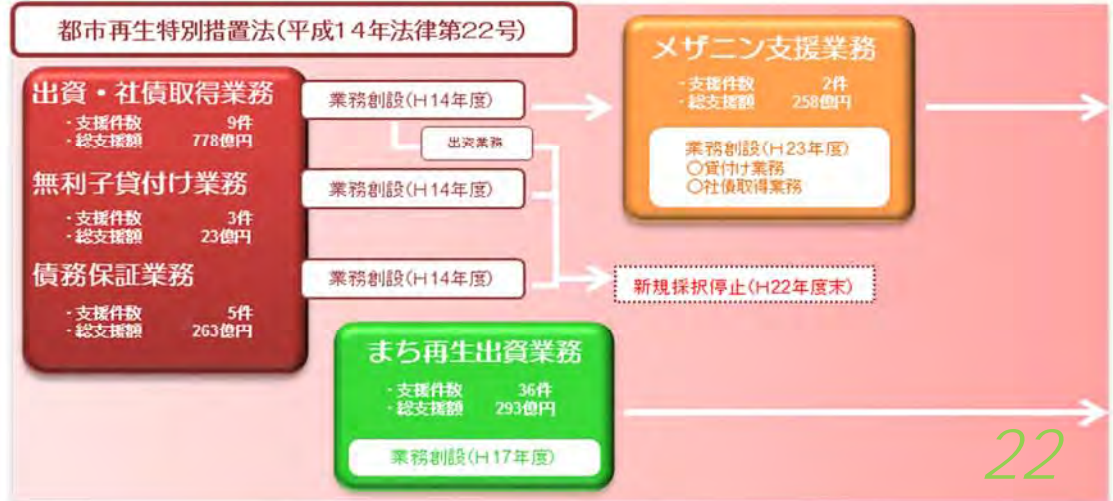 都市再生特別措置法(平成14年法律第22号)
出資・社債取得業務
・支援件数 9件
・総支援額 778億円
無利子貸付け業務
・支援件数 3件
・総支援額 23億円
債務保証業務
・支援件数 5件
・総支援額 263億円
業務創設(H14年度)
出資業務
業務創設(H14年度)
業務創設(H14年度)
メザニン支援業務
・支援件数 2件
・総支援額 258億円
業務創設(H23年度)
○貸付け業務
○社債取得業務
新規採択停止(H22年度末)
まち再生出資業務
・支援件数 36件
・総支援額 293億円
業務創設(H17年度)
22